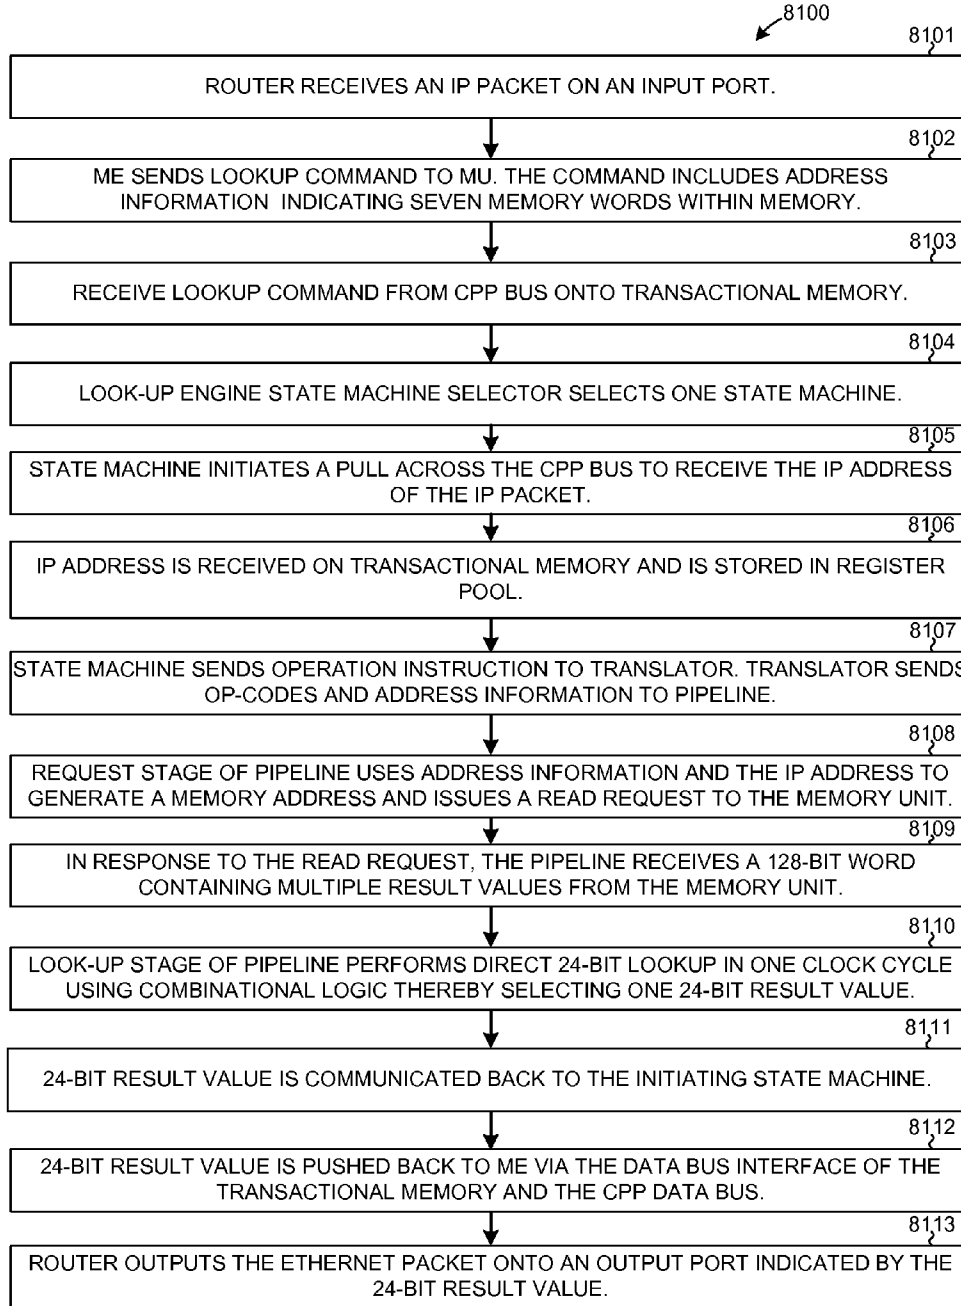 8100
8101
ROUTER RECEIVES AN IP PACKET ON AN INPUT PORT.
8102
ME SENDS LOOKUP COMMAND TO MU. THE COMMAND INCLUDES ADDRESS
INFORMATION INDICATING SEVEN MEMORY WORDS WITHIN MEMORY.
8103
RECEIVE LOOKUP COMMAND FROM CPP BUS ONTO TRANSACTIONAL MEMORY.
8104
LOOK-UP ENGINE STATE MACHINE SELECTOR SELECTS ONE STATE MACHINE.
8105
STATE MACHINE INITIATES A PULL ACROSS THE CPP BUS TO RECEIVE THE IP ADDRESS
OF THE IP PACKET.
8106
IP ADDRESS IS RECEIVED ON TRANSACTIONAL MEMORY AND IS STORED IN REGISTER
POOL.
8107
STATE MACHINE SENDS OPERATION INSTRUCTION TO TRANSLATOR. TRANSLATOR SENDS
OP-CODES AND ADDRESS INFORMATION TO PIPELINE.
8108
REQUEST STAGE OF PIPELINE USES ADDRESS INFORMATION AND THE IP ADDRESS TO
GENERATE A MEMORY ADDRESS AND ISSUES A READ REQUEST TO THE MEMORY UNIT.
8109
IN RESPONSE TO THE READ REQUEST, THE PIPELINE RECEIVES A 128-BIT WORD
CONTAINING MULTIPLE RESULT VALUES FROM THE MEMORY UNIT.
8110
LOOK-UP STAGE OF PIPELINE PERFORMS DIRECT 24-BIT LOOKUP IN ONE CLOCK CYCLE
USING COMBINATIONAL LOGIC THEREBY SELECTING ONE 24-BIT RESULT VALUE.
8111
24-BIT RESULT VALUE IS COMMUNICATED BACK TO THE INITIATING STATE MACHINE.
8112
24-BIT RESULT VALUE IS PUSHED BACK TO ME VIA THE DATA BUS INTERFACE OF THE
TRANSACTIONAL MEMORY AND THE CPP DATA BUS.
8113
ROUTER OUTPUTS THE ETHERNET PACKET ONTO AN OUTPUT PORT INDICATED BY THE
24-BIT RESULT VALUE.